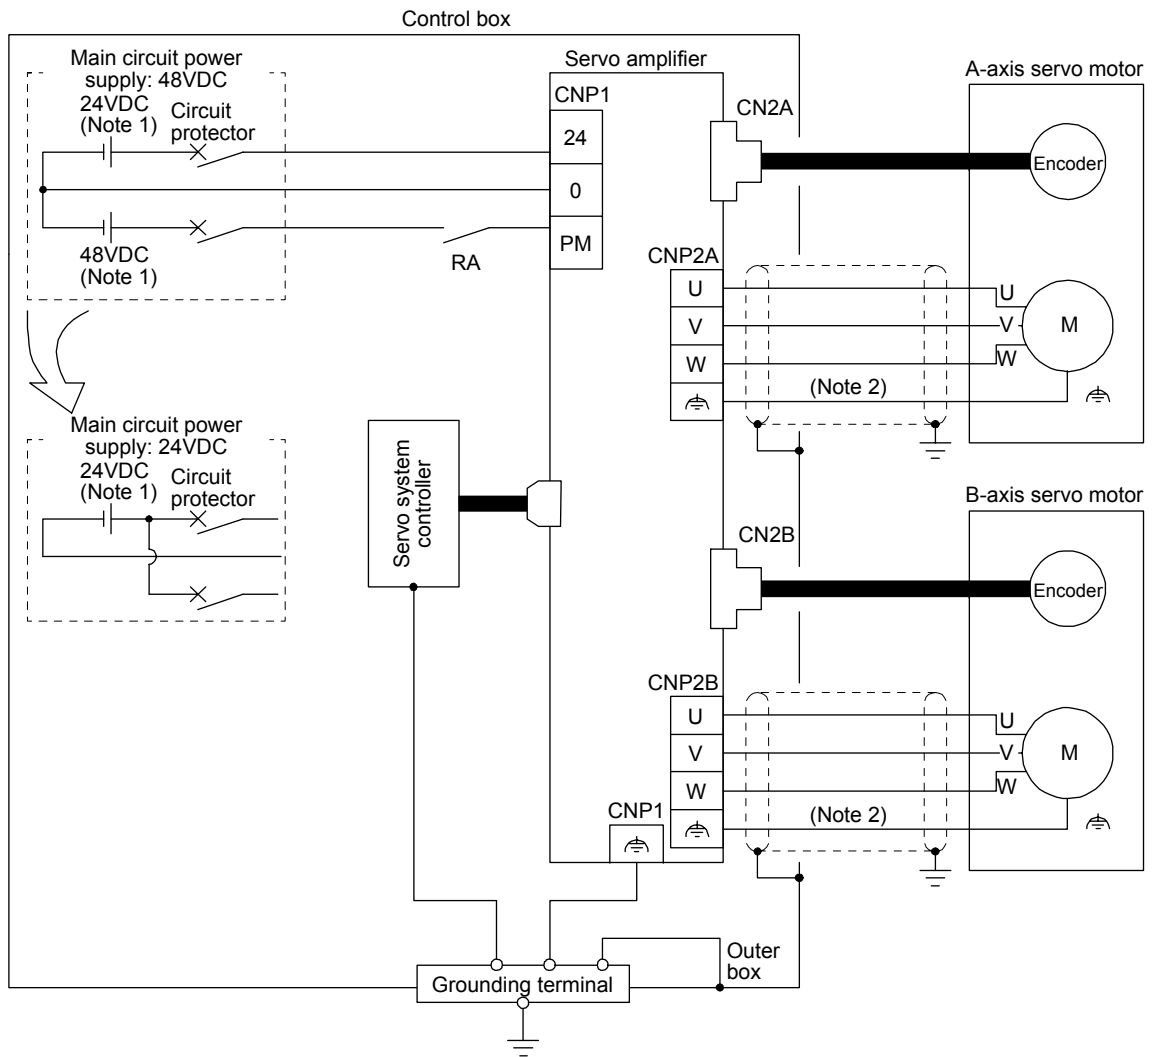 Control box
Main circuit power
supply: 48VDC
24VDC
(Note 1)
Circuit
protector
48VDC
(Note 1)
RA
Servo amplifier
CNP1
24
0
PM
CN2A
A-axis servo motor
Encoder
CNP2A
U
V
W
(Note 2)
U
V
W
M
Main circuit power
supply: 24VDC
24VDC
(Note 1)
Circuit
protector
Servo system
controller
CN2B
B-axis servo motor
Encoder
CNP2B
U
V
W
(Note 2)
U
V
W
M
CNP1
Outer
box
Grounding terminal